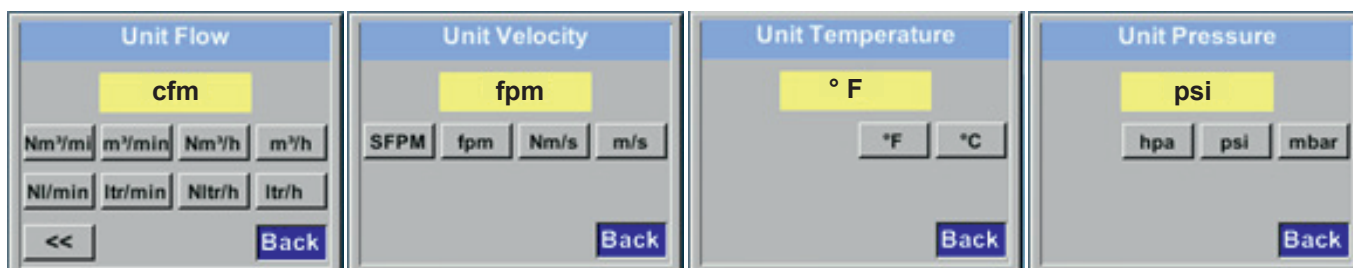 Unit Flow
cfm
Nm³/mi m³/min Nm³/h m³/h
Nl/min ltr/min Nltr/h ltr/h
<< Back
Unit Velocity
fpm
SFPM fpm Nm/s m/s
Back
Unit Temperature
° F
°F °C
Back
Unit Pressure
psi
hpa psi mbar
Back